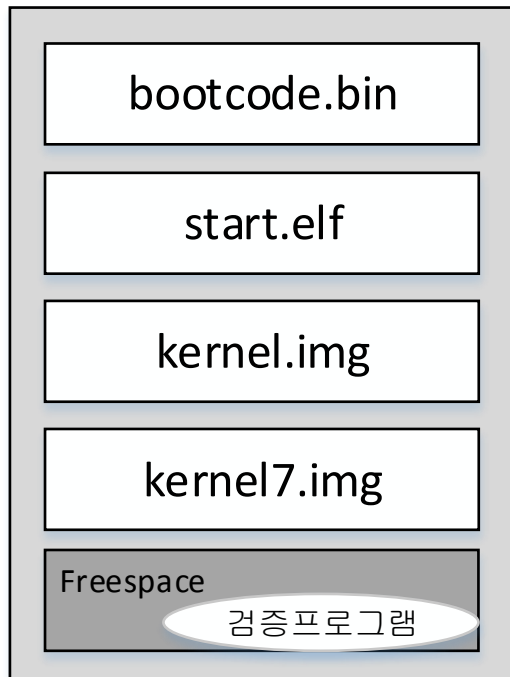 bootcode.bin
start.elf
kernel.img
kernel7.img
Freespace
검증프로그램